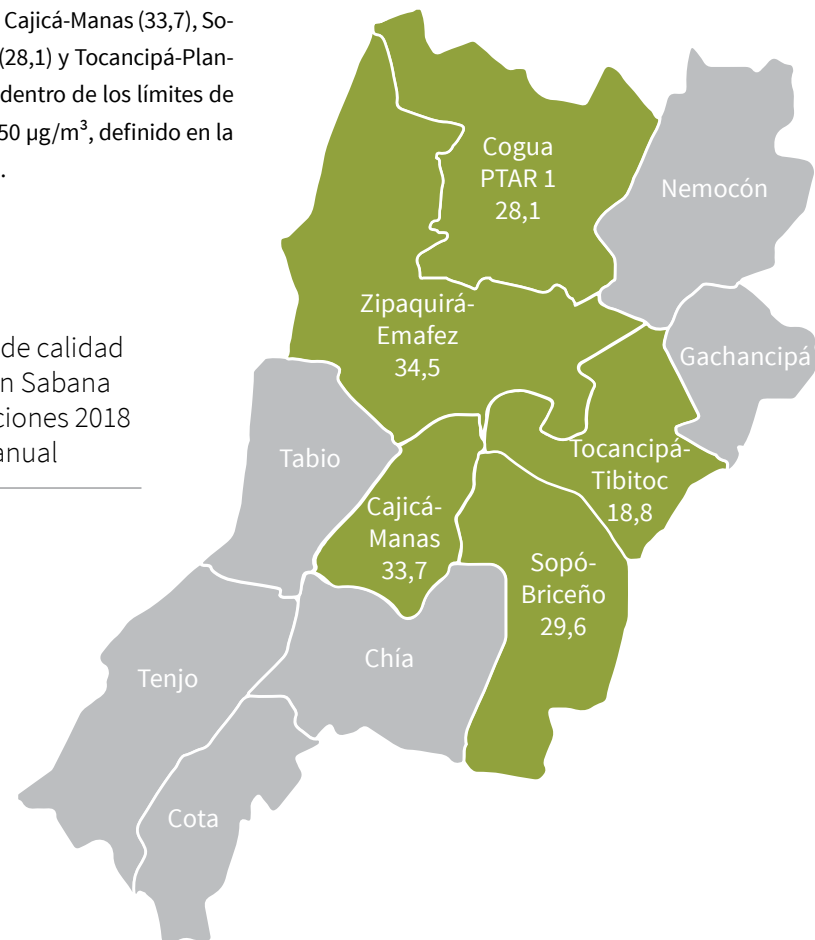 Cajicá-Manas (33,7), So-
(28,1) y Tocancipá-Plan-
dentro de los límites de
50 µg/m³, definido en la
.
de calidad
n Sabana
ciones 2018
anual
Cogua
PTAR 1
28,1
Nemocón
Zipaquirá-
Emafez
34,5
Gachancipá
Tabio
Tocancipá-
Tibitoc
18,8
Cajicá-
Manas
33,7
Sopó-
Briceño
29,6
Chía
Tenjo
Cota